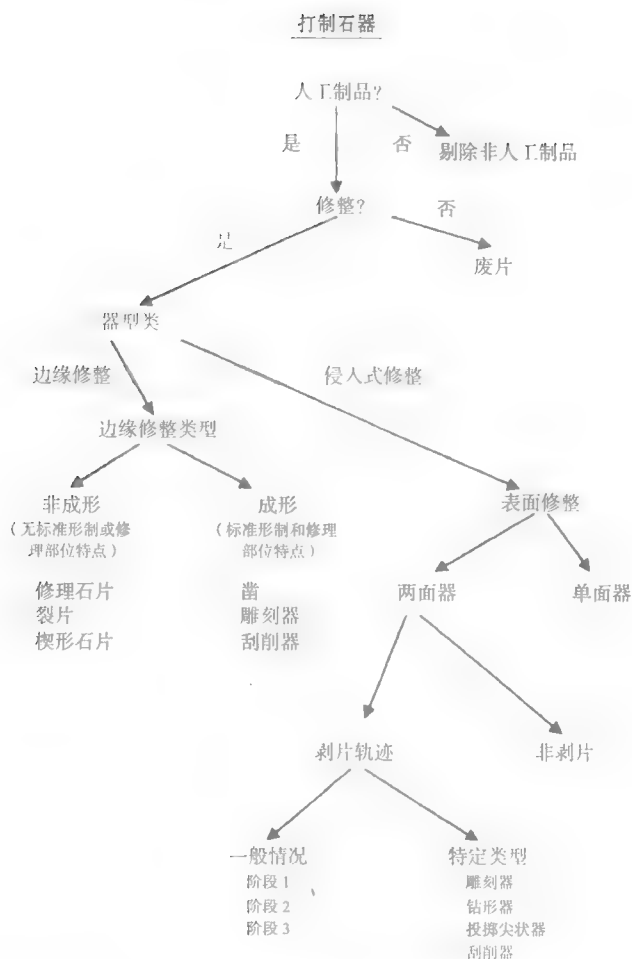 打制石器
人工制品?
是
否
剔除非人工制品
修整?
是
否
废片
器型类
边缘修整
侵入式修整
边缘修整类型
非成形
(无标准形制或修
理部位特点)
成形
(标准形制和修理
部位特点)
表面修整
修理石片
裂片
楔形石片
凿
雕刻器
刮削器
两面器
单面器
剥片轨迹
非剥片
一般情况
阶段1
阶段2
阶段3
特定类型
雕刻器
钻形器
投掷尖状器
刮削器